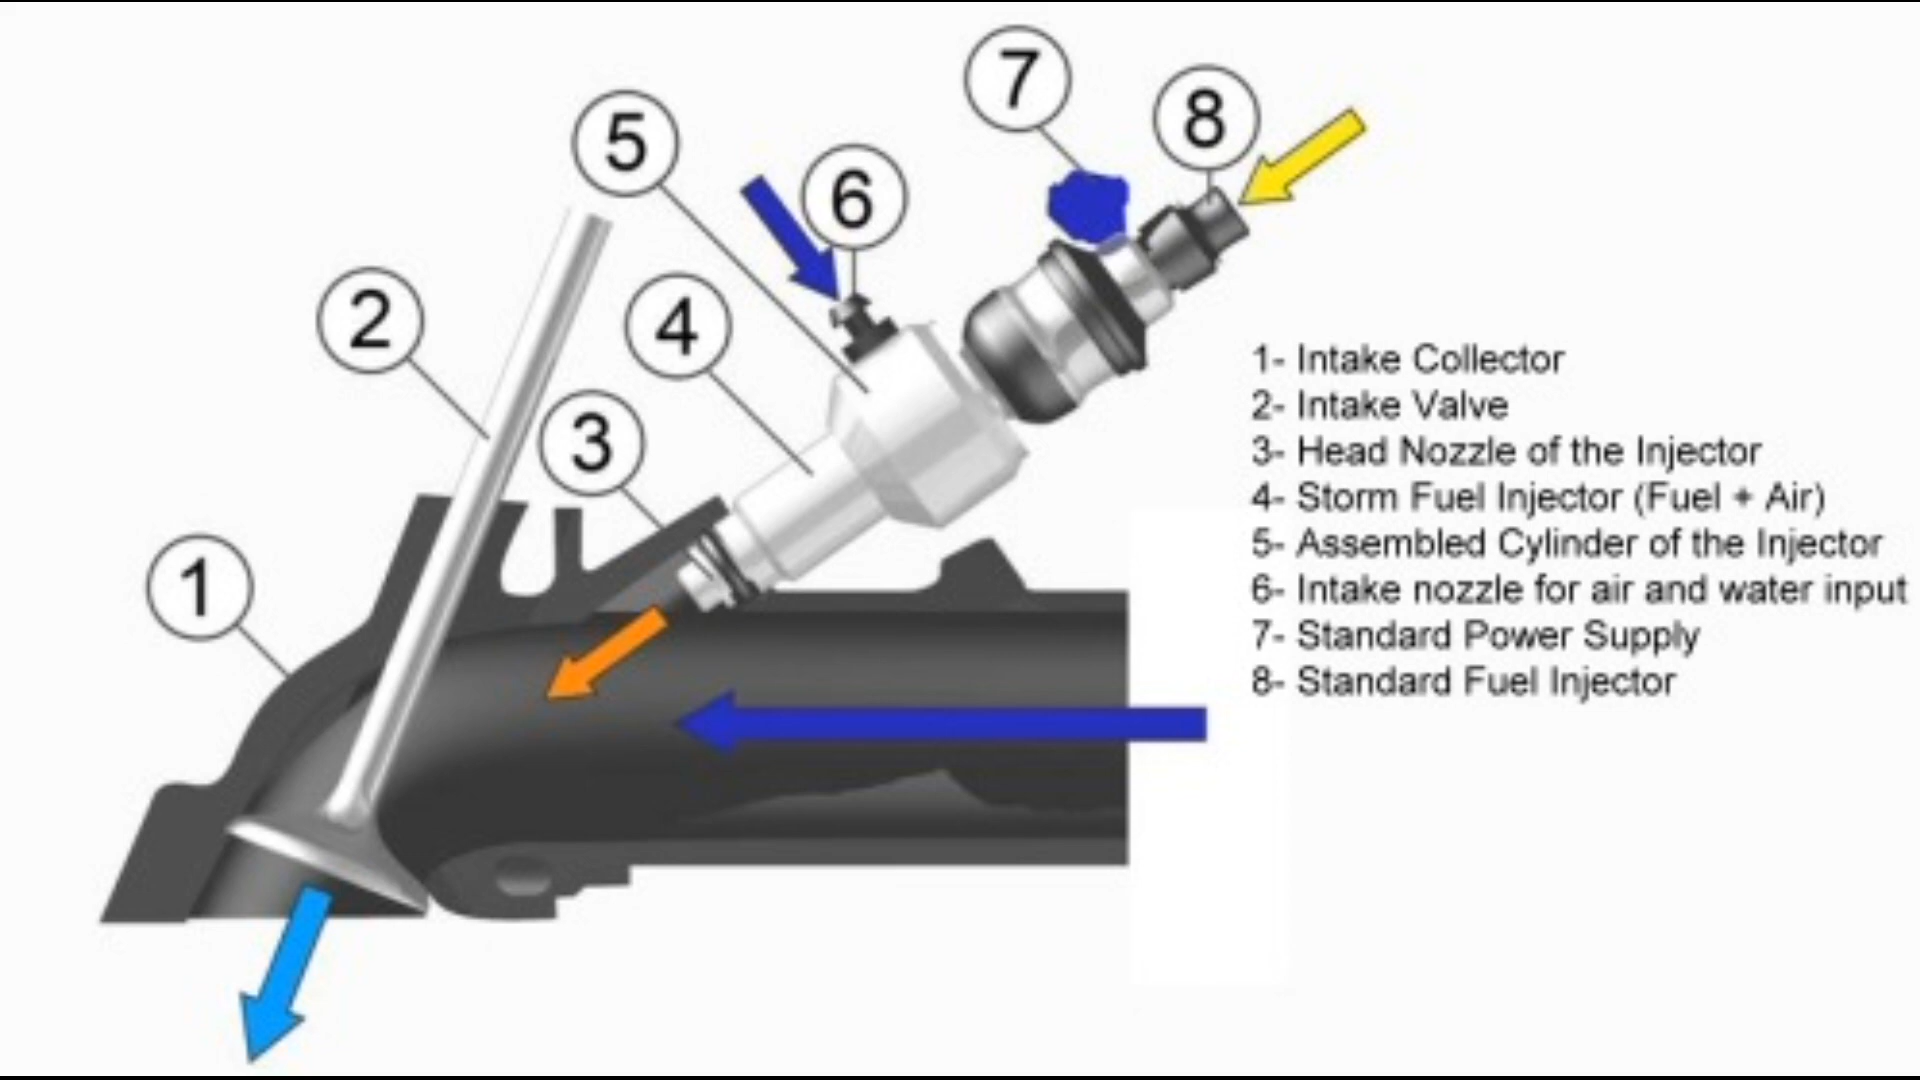 7
8
5
6
2
4
3
1
1- Intake Collector
2- Intake Valve
3- Head Nozzle of the Injector
4- Storm Fuel Injector (Fuel + Air)
5- Assembled Cylinder of the Injector
6- Intake nozzle for air and water input
7- Standard Power Supply
8- Standard Fuel Injector